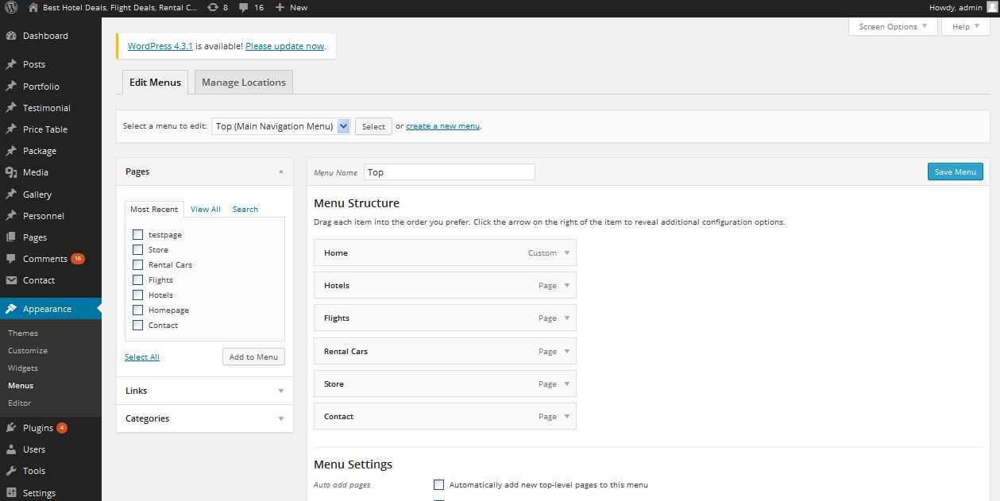 Best Hotel Deals, Flight Deals, Rental C... 8 16 New Howdy, admin
Screen Options Help
WordPress 4.3.1 is available! Please update now.
Edit Menus Manage Locations
Select a menu to edit: Top (Main Navigation Menu) Select or create a new menu.
Dashboard
Posts
Portfolio
Testimonial
Price Table
Package
Media
Gallery
Personnel
Pages
Comments 16
Contact
Appearance
Themes
Customize
Widgets
Menus
Editor
Plugins 4
Users
Tools
Settings
Pages
Most Recent View All Search
testpage
Store
Rental Cars
Flights
Hotels
Homepage
Contact
Select All Add to Menu
Links
Categories
Menu Name Top Save Menu
Menu Structure
Drag each item into the order you prefer. Click the arrow on the right of the item to reveal additional configuration options.
Home Custom
Hotels Page
Flights Page
Rental Cars Page
Store Page
Contact Page
Menu Settings
Auto add pages Automatically add new top-level pages to this menu